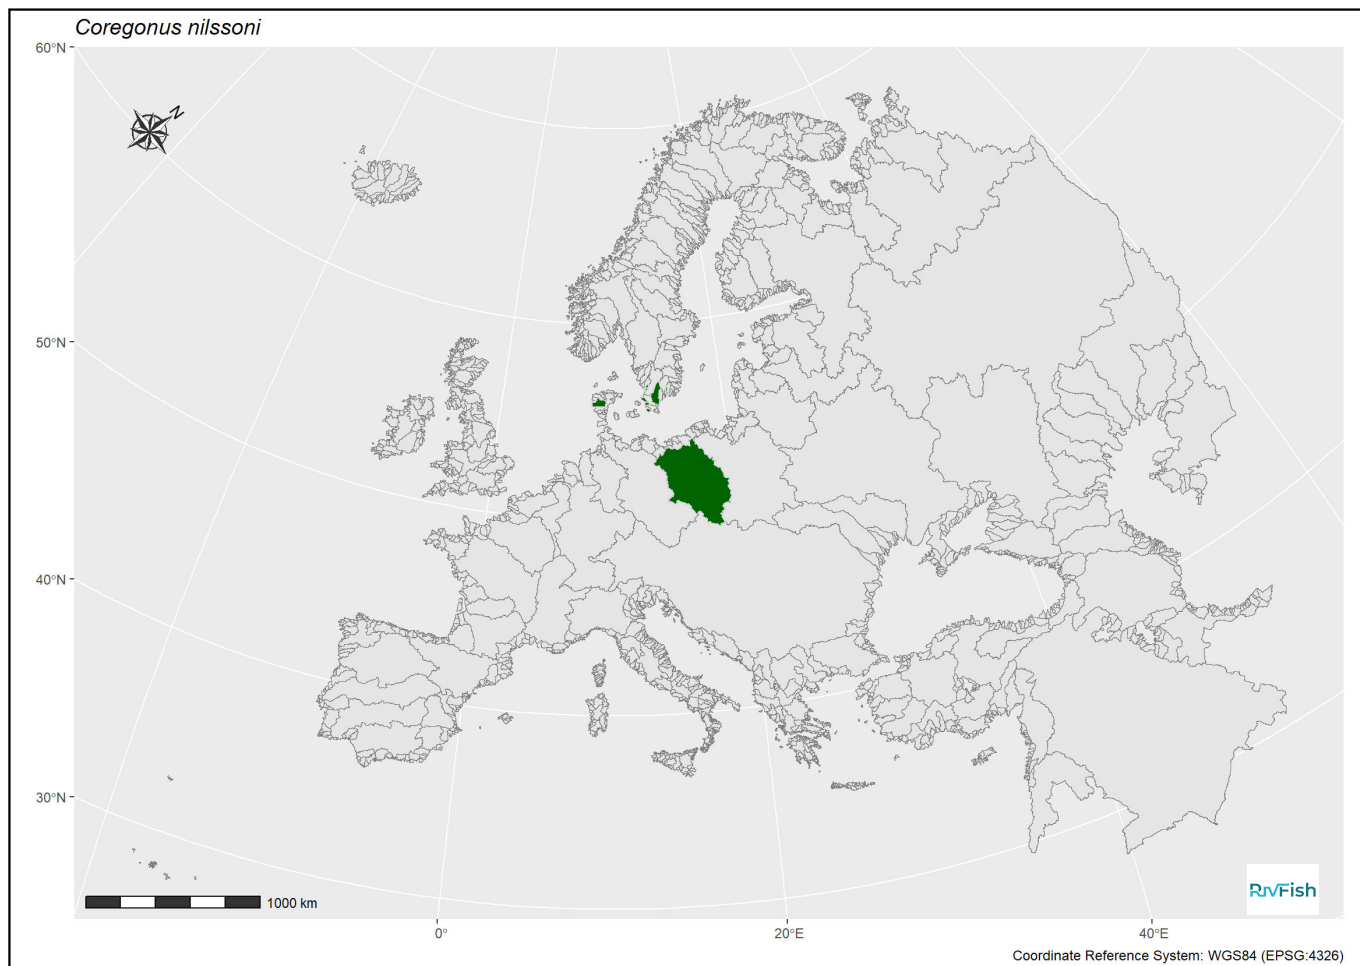 Coregonus nilssoni
60°N
N
50°N
40°N
30°N
1000 km
RivFish
0°
20°E
40°E
Coordinate Reference System: WGS84 (EPSG:4326)